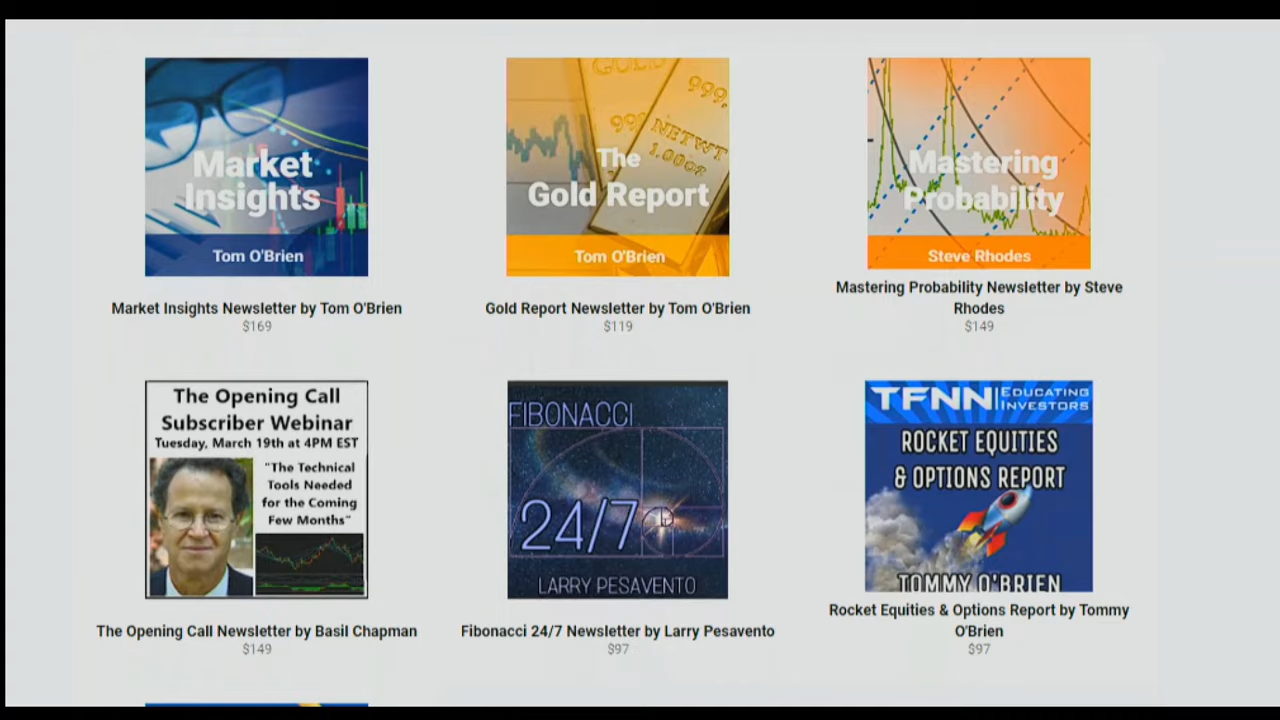 Market
Insights
Tom O'Brien
Market Insights Newsletter by Tom O'Brien
$169
GOLD
999,
999
NETWT
1.00OZ
The
Gold Report
Tom O'Brien
Gold Report Newsletter by Tom O'Brien
$119
Mastering
Probability
Steve Rhodes
Mastering Probability Newsletter by Steve
Rhodes
$149
The Opening Call
Subscriber Webinar
Tuesday, March 19th at 4PM EST
"The Technical
Tools Needed
for the Coming
Few Months"
The Opening Call Newsletter by Basil Chapman
$149
FIBONACCI
24/7
LARRY PESAVENTO
Fibonacci 24/7 Newsletter by Larry Pesavento
$97
TFNN EDUCATING
INVESTORS
ROCKET EQUITIES
& OPTIONS REPORT
TOMMY O'BRIEN
Rocket Equities & Options Report by Tommy
O'Brien
$97